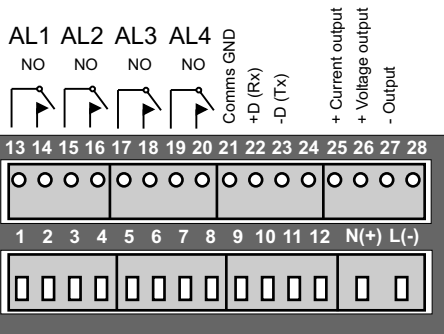 AL1 AL2 AL3 AL4
NO NO NO NO
Comms GND
+D (Rx)
-D (Tx)
+ Current output
+ Voltage output
- Output
13 14 15 16 17 18 19 20 21 22 23 24 25 26 27 28
1 2 3 4 5 6 7 8 9 10 11 12 N(+) L(-)